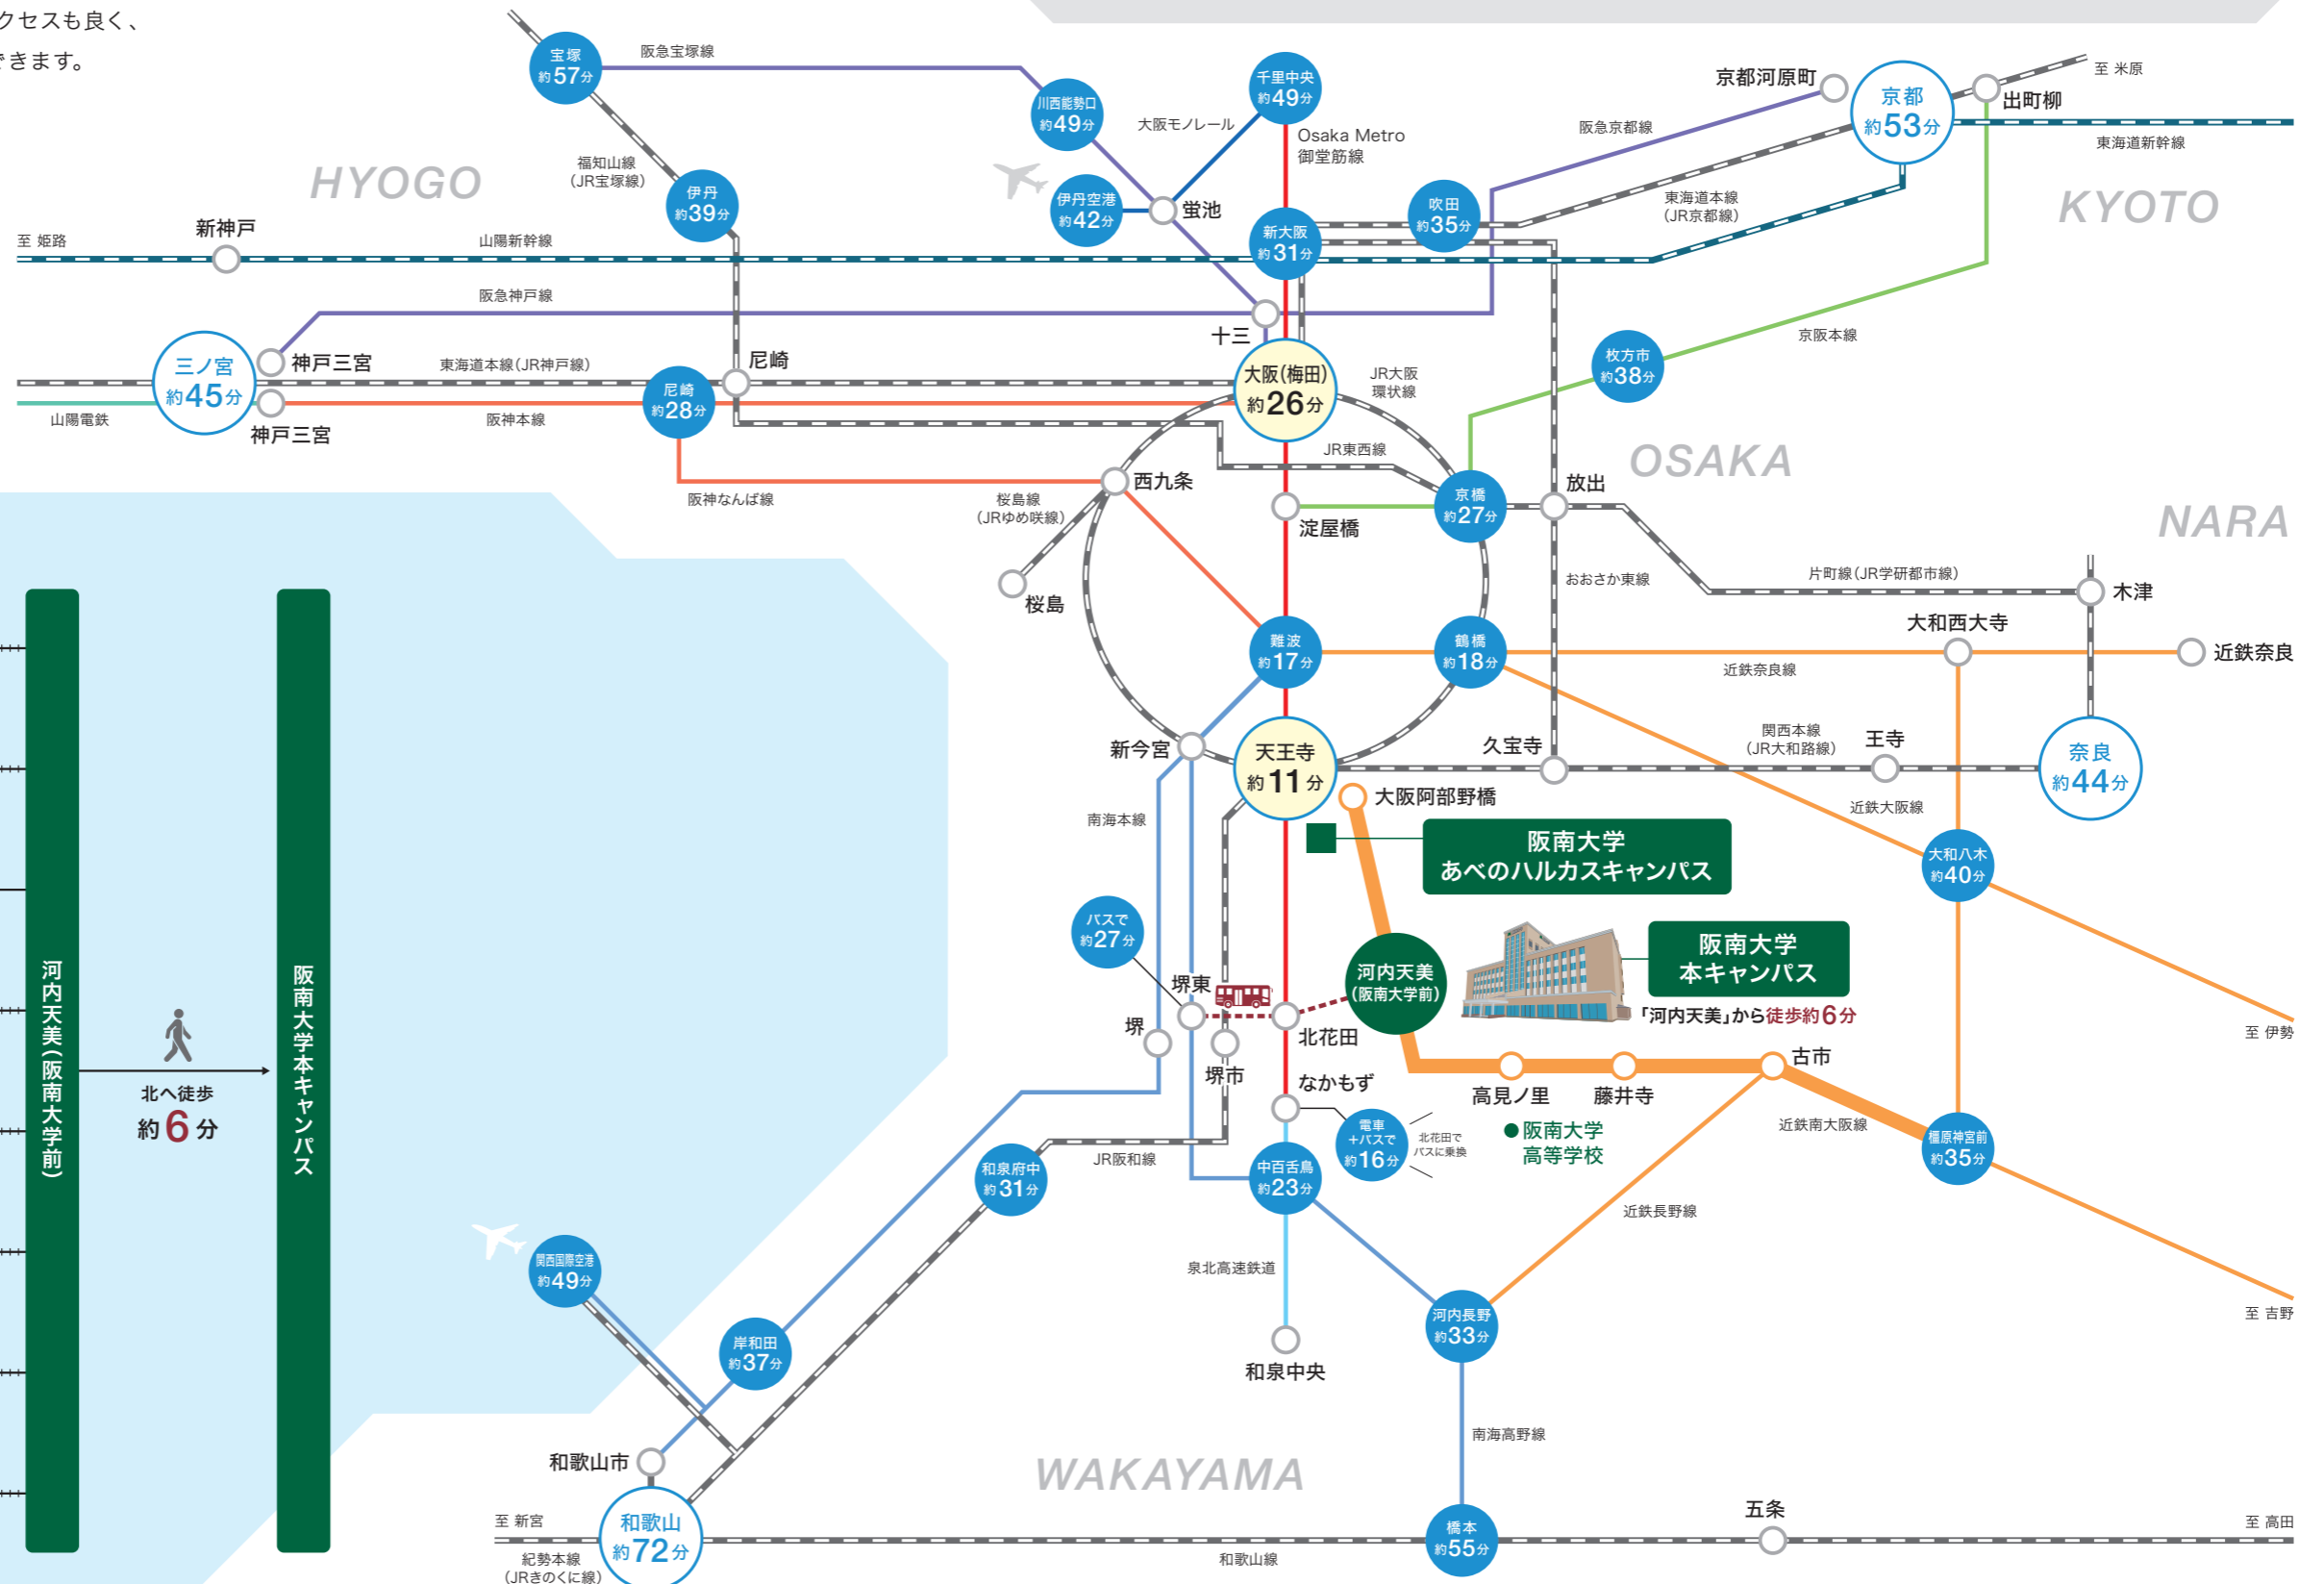 クセスも良く、
できます。
宝塚
約57分
阪急宝塚線
川西能勢口
約49分
大阪モノレール
千里中央
約49分
Osaka Metro
御堂筋線
京都河原町
京都
約53分
出町柳
至 米原
阪急京都線
東海道新幹線
HYOGO
福知山線
(JR宝塚線)
伊丹
約39分
伊丹空港
約42分
蛍池
吹田
約35分
東海道本線
(JR京都線)
KYOTO
新神戸
至 姫路
山陽新幹線
新大阪
約31分
阪急神戸線
十三
京阪本線
枚方市
約38分
三ノ宮
約45分
神戸三宮
東海道本線(JR神戸線)
尼崎
尼崎
約28分
大阪(梅田)
約26分
JR大阪
環状線
山陽電鉄
神戸三宮
阪神本線
JR東西線
OSAKA
阪神なんば線
西九条
桜島線
(JRゆめ咲線)
淀屋橋
京橋
約27分
放出
NARA
桜島
おおさか東線
片町線(JR学研都市線)
木津
難波
約17分
鶴橋
約18分
大和西大寺
近鉄奈良
近鉄奈良線
新今宮
天王寺
約11分
久宝寺
関西本線
(JR大和路線)
王寺
奈良
約44分
南海本線
大阪阿部野橋
近鉄大阪線
阪南大学
あべのハルカスキャンパス
大和八木
約40分
バスで
約27分
堺東
河内天美
(阪南大学前)
阪南大学
本キャンパス
「河内天美」から徒歩約6分
堺
北花田
至 伊勢
堺市
なかもず
高見ノ里
藤井寺
古市
電車
+バスで
約16分
北花田で
バスに乗換
阪南大学
高等学校
近鉄南大阪線
橿原神宮前
約35分
JR阪和線
和泉府中
約31分
中百舌鳥
約23分
近鉄長野線
関西国際空港
約49分
泉北高速鉄道
河内長野
約33分
至 吉野
岸和田
約37分
和泉中央
南海高野線
和歌山市
WAKAYAMA
至 新宮
和歌山
約72分
紀勢本線
(JRきのくに線)
和歌山線
橋本
約55分
五条
至 高田
河内天美(阪南大学前)
北へ徒歩
約6分
阪南大学本キャンパス